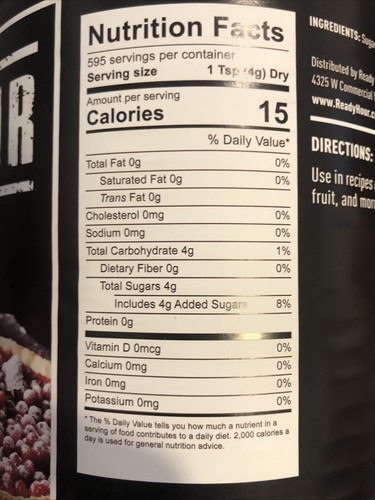 Nutrition Facts
595 servings per container
Serving size 1 Tsp (4g) Dry
Amount per serving
Calories 15
% Daily Value*
Total Fat 0g 0%
Saturated Fat 0g 0%
Trans Fat 0g
Cholesterol 0mg 0%
Sodium 0mg 0%
Total Carbohydrate 4g 1%
Dietary Fiber 0g 0%
Total Sugars 4g
Includes 4g Added Sugars 8%
Protein 0g
Vitamin D 0mcg 0%
Calcium 0mg 0%
Iron 0mg 0%
Potassium 0mg 0%
* The % Daily Value tells you how much a nutrient in a
serving of food contributes to a daily diet. 2,000 calories a
day is used for general nutrition advice.
INGREDIENTS: Sugar
Distributed by Ready
4325 W Commercial
www.ReadyHour.c
DIRECTIONS:
Use in recipes
fruit, and mor
R